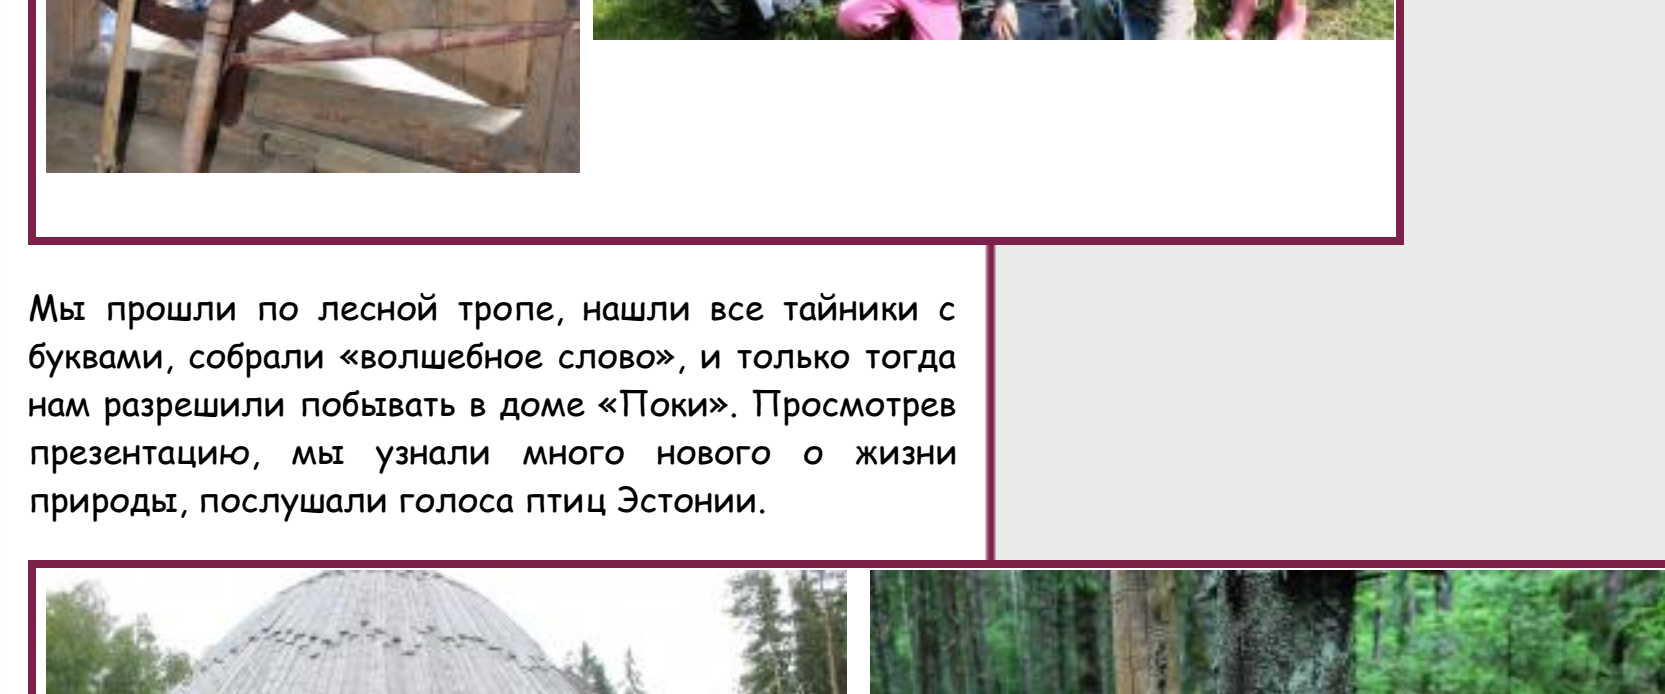 Мы прошли по лесной тропе, нашли все тайники с
буквами, собрали «волшебное слово», и только тогда
нам разрешили побывать в доме «Поки». Просмотрев
презентацию, мы узнали много нового о жизни
природы, послушали голоса птиц Эстонии.